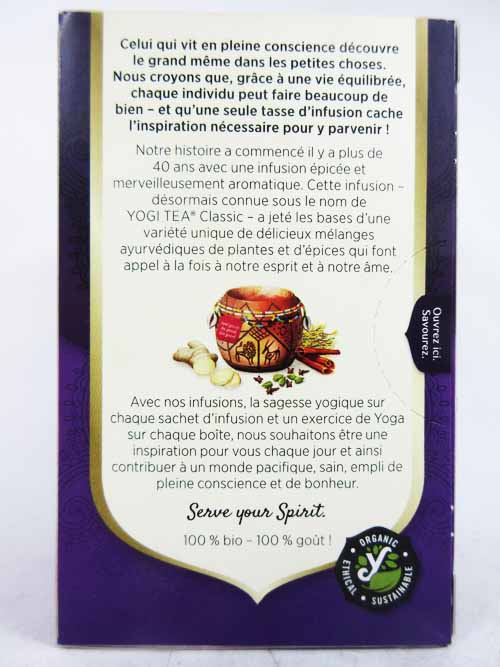 Celui qui vit en pleine conscience découvre
le grand même dans les petites choses.
Nous croyons que, grâce à une vie équilibrée,
chaque individu peut faire beaucoup de
bien – et qu'une seule tasse d'infusion cache
l'inspiration nécessaire pour y parvenir !
Notre histoire a commencé il y a plus de
40 ans avec une infusion épicée et
merveilleusement aromatique. Cette infusion –
désormais connue sous le nom de
YOGI TEA® Classic – a jeté les bases d'une
variété unique de délicieux mélanges
ayurvédiques de plantes et d'épices qui font
appel à la fois à notre esprit et à notre âme.
Ouvrez ici.
Savourez.
Avec nos infusions, la sagesse yogique sur
chaque sachet d'infusion et un exercice de Yoga
sur chaque boîte, nous souhaitons être une
inspiration pour vous chaque jour et ainsi
contribuer à un monde pacifique, sain, empli de
pleine conscience et de bonheur.
Serve your Spirit.
100 % bio – 100 % goût !
ORGANIC
ETHICAL
SUSTAINABLE